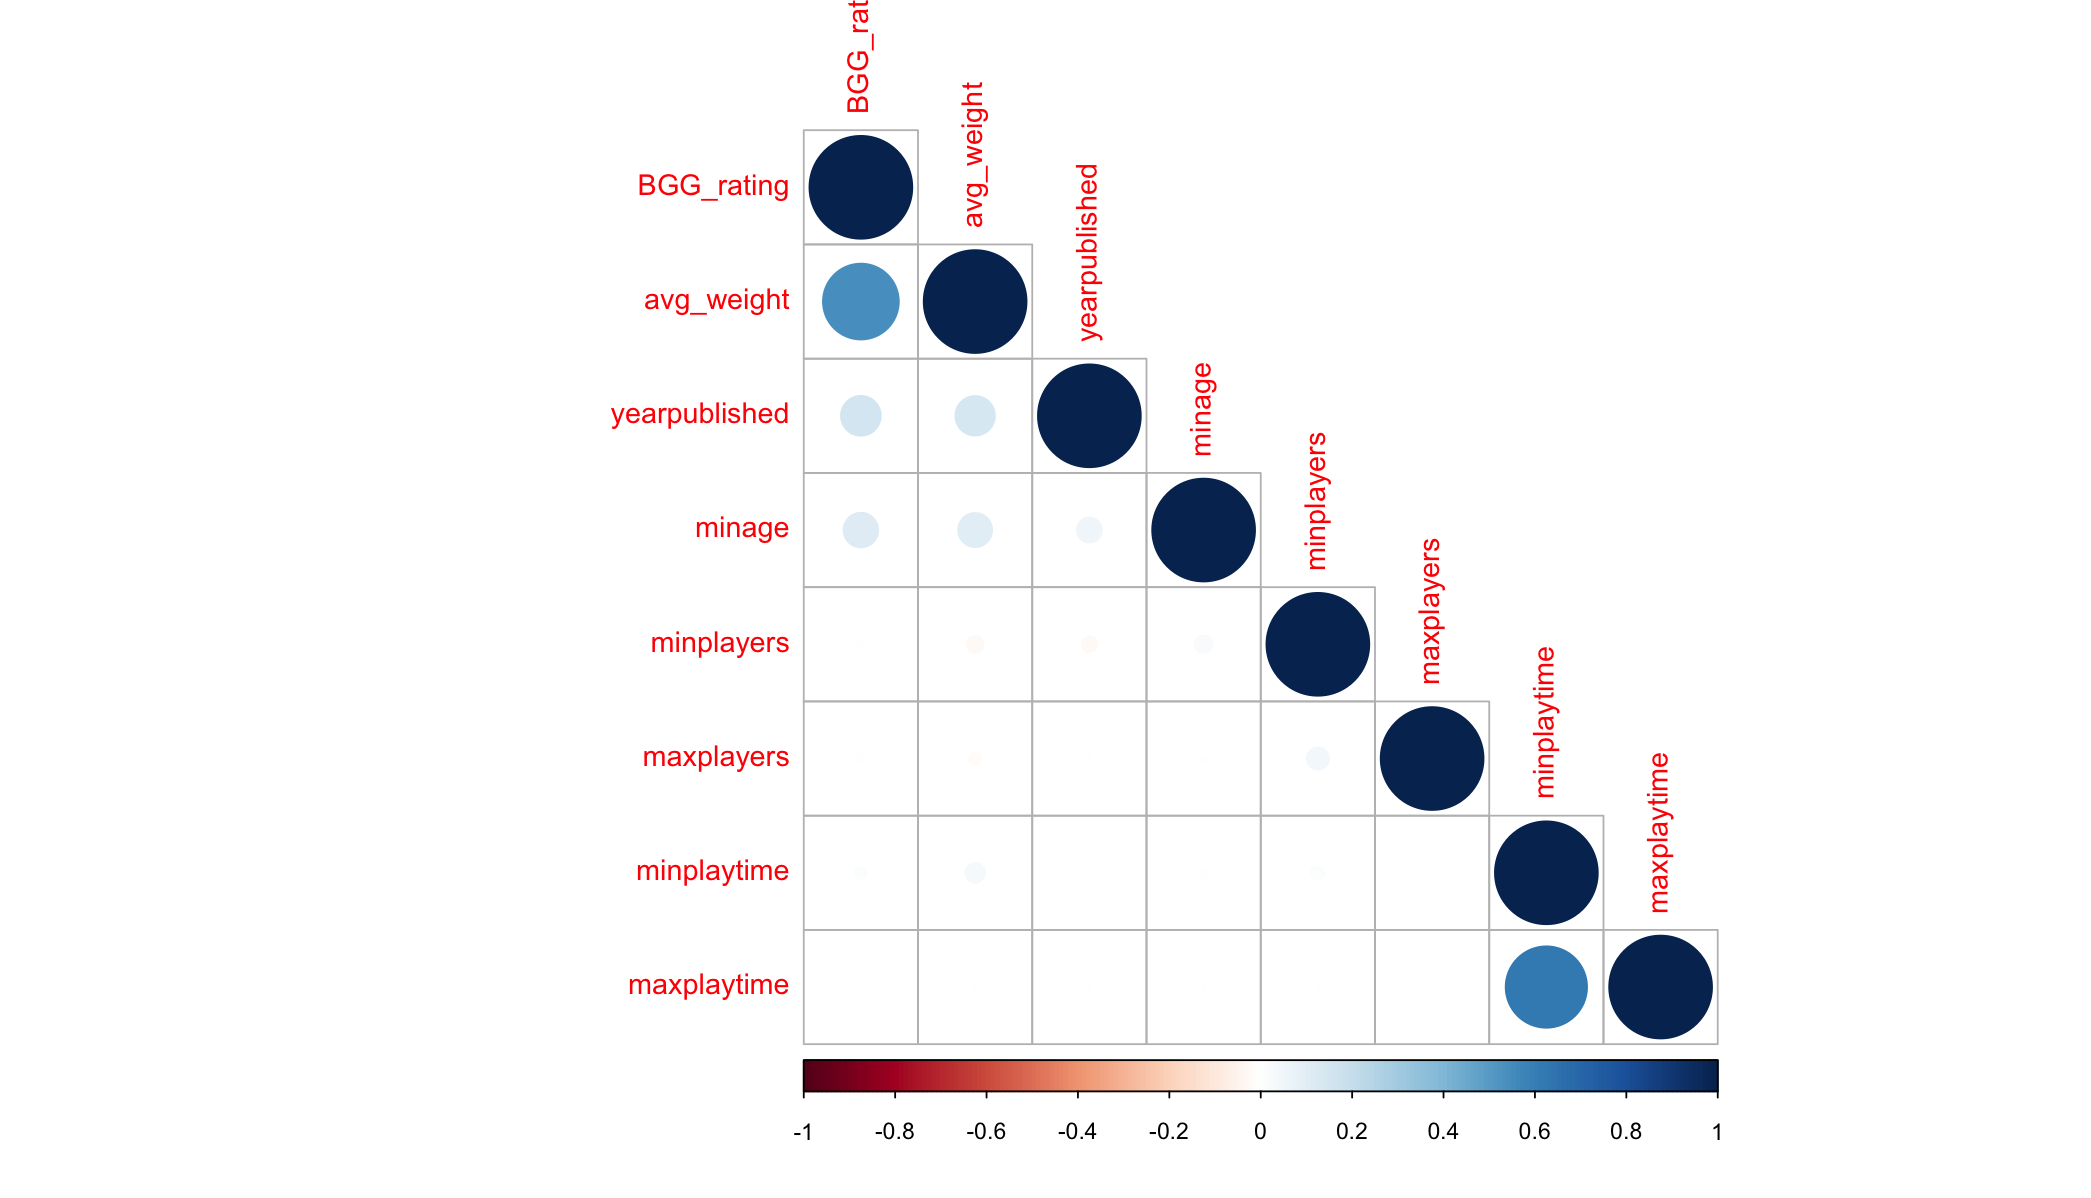 BGG_rat
avg_weight
yearpublished
minage
minplayers
maxplayers
minplaytime
maxplaytime
BGG_rating
avg_weight
yearpublished
minage
minplayers
maxplayers
minplaytime
maxplaytime
-1 -0.8 -0.6 -0.4 -0.2 0 0.2 0.4 0.6 0.8 1